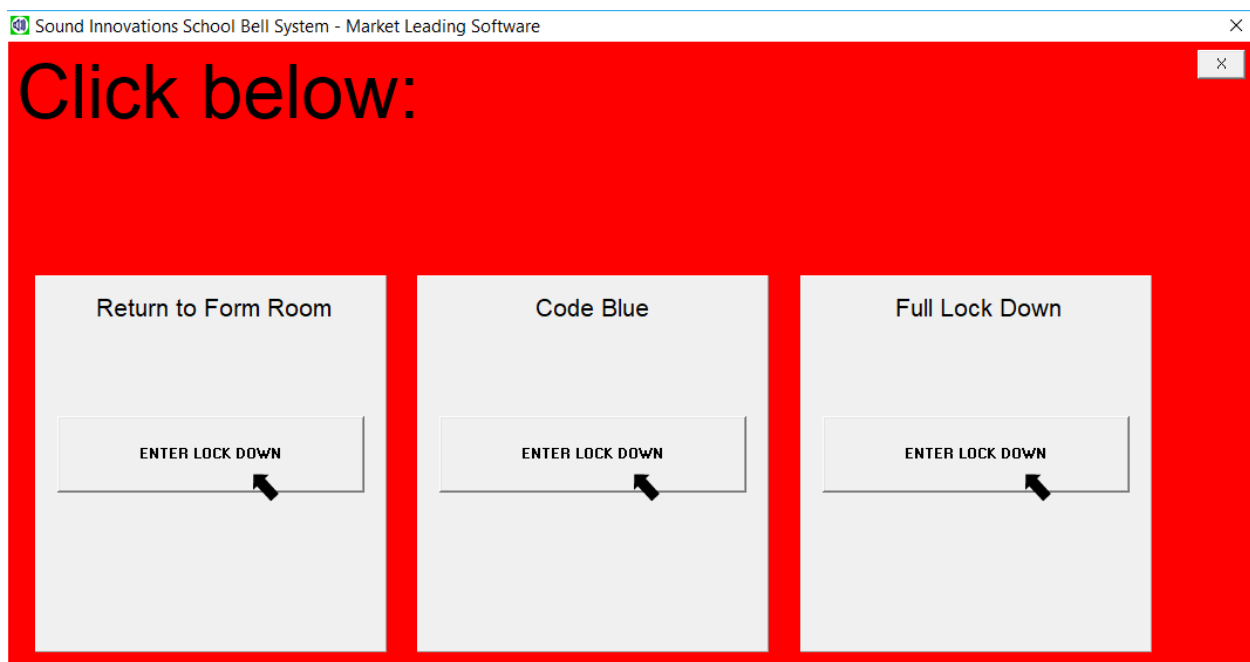 Sound Innovations School Bell System - Market Leading Software
X
Click below:
Return to Form Room
ENTER LOCK DOWN
Code Blue
ENTER LOCK DOWN
Full Lock Down
ENTER LOCK DOWN